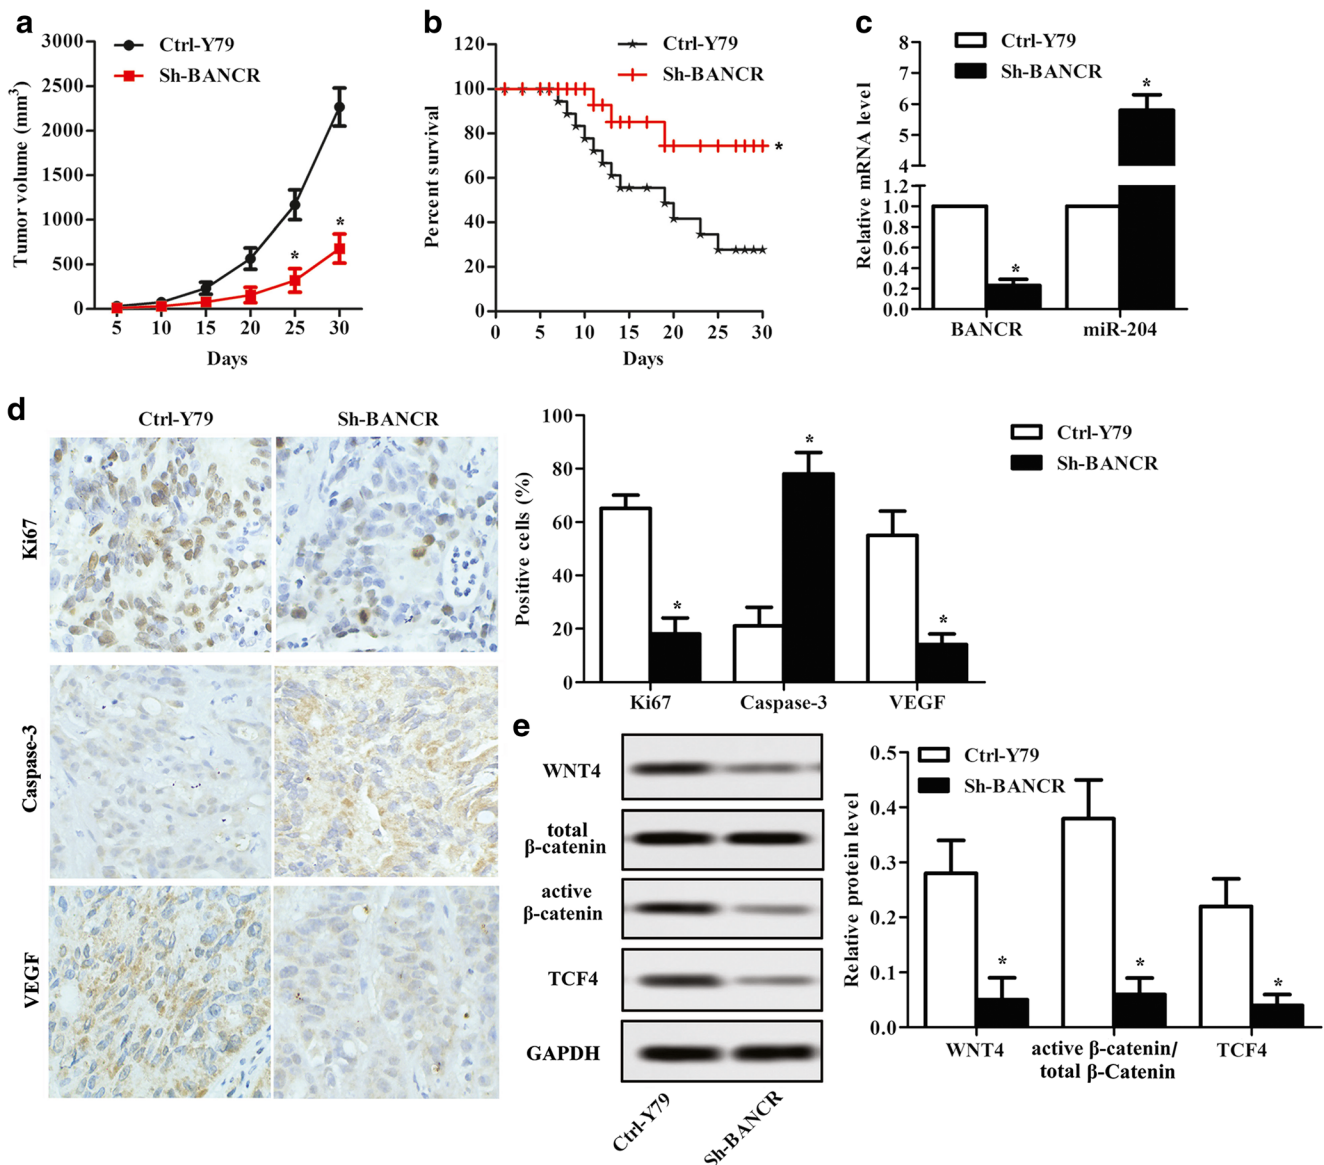 a
3000
2500
2000
1500
1000
500
0
Tumor volume (mm3)
Ctrl-Y79
Sh-BANCR
*
*
5 10 15 20 25 30
Days
b
120
100
80
60
40
20
0
Percent survival
Ctrl-Y79
Sh-BANCR
*
0 5 10 15 20 25 30
Days
c
8
7
6
5
4
1.2
1.0
0.8
0.6
0.4
0.2
0.0
Relative mRNA level
Ctrl-Y79
Sh-BANCR
*
*
BANCR miR-204
d
Ctrl-Y79 Sh-BANCR
Ki67
Caspase-3
VEGF
100
80
60
40
20
0
Positive cells (%)
Ctrl-Y79
Sh-BANCR
*
*
*
Ki67 Caspase-3 VEGF
e
WNT4
total
β-catenin
active
β-catenin
TCF4
GAPDH
Ctrl-Y79
Sh-BANCR
0.5
0.4
0.3
0.2
0.1
0.0
Relative protein level
Ctrl-Y79
Sh-BANCR
*
*
*
WNT4 active β-catenin/ TCF4
total β-Catenin